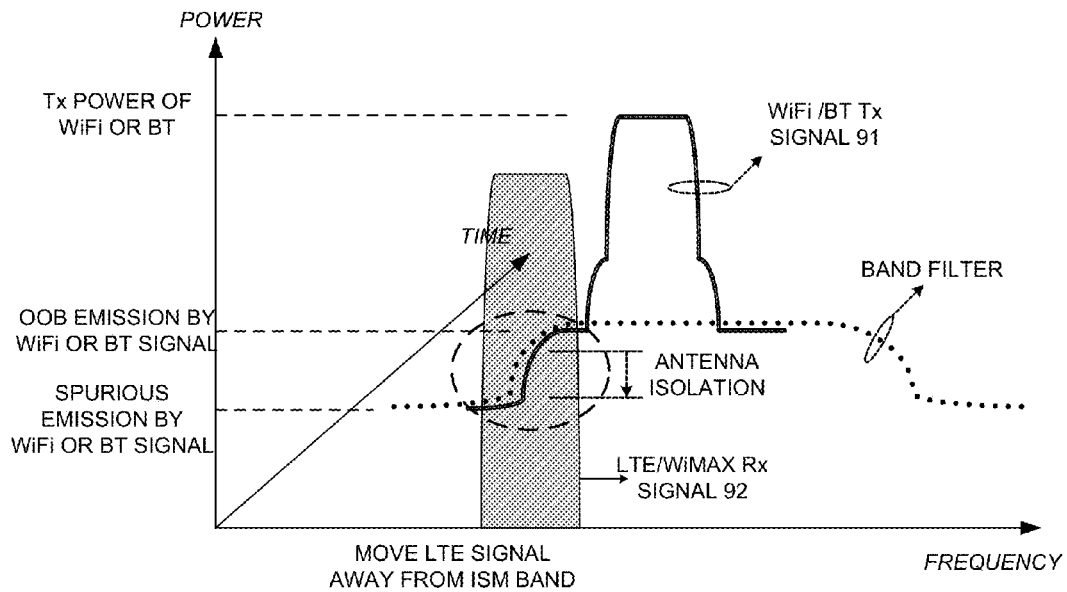 POWER
Tx POWER OF
WiFi OR BT
WiFi /BT Tx
SIGNAL 91
TIME
BAND FILTER
OOB EMISSION BY
WiFi OR BT SIGNAL
ANTENNA
ISOLATION
SPURIOUS
EMISSION BY
WiFi OR BT SIGNAL
LTE/WiMAX Rx
SIGNAL 92
MOVE LTE SIGNAL
AWAY FROM ISM BAND
FREQUENCY